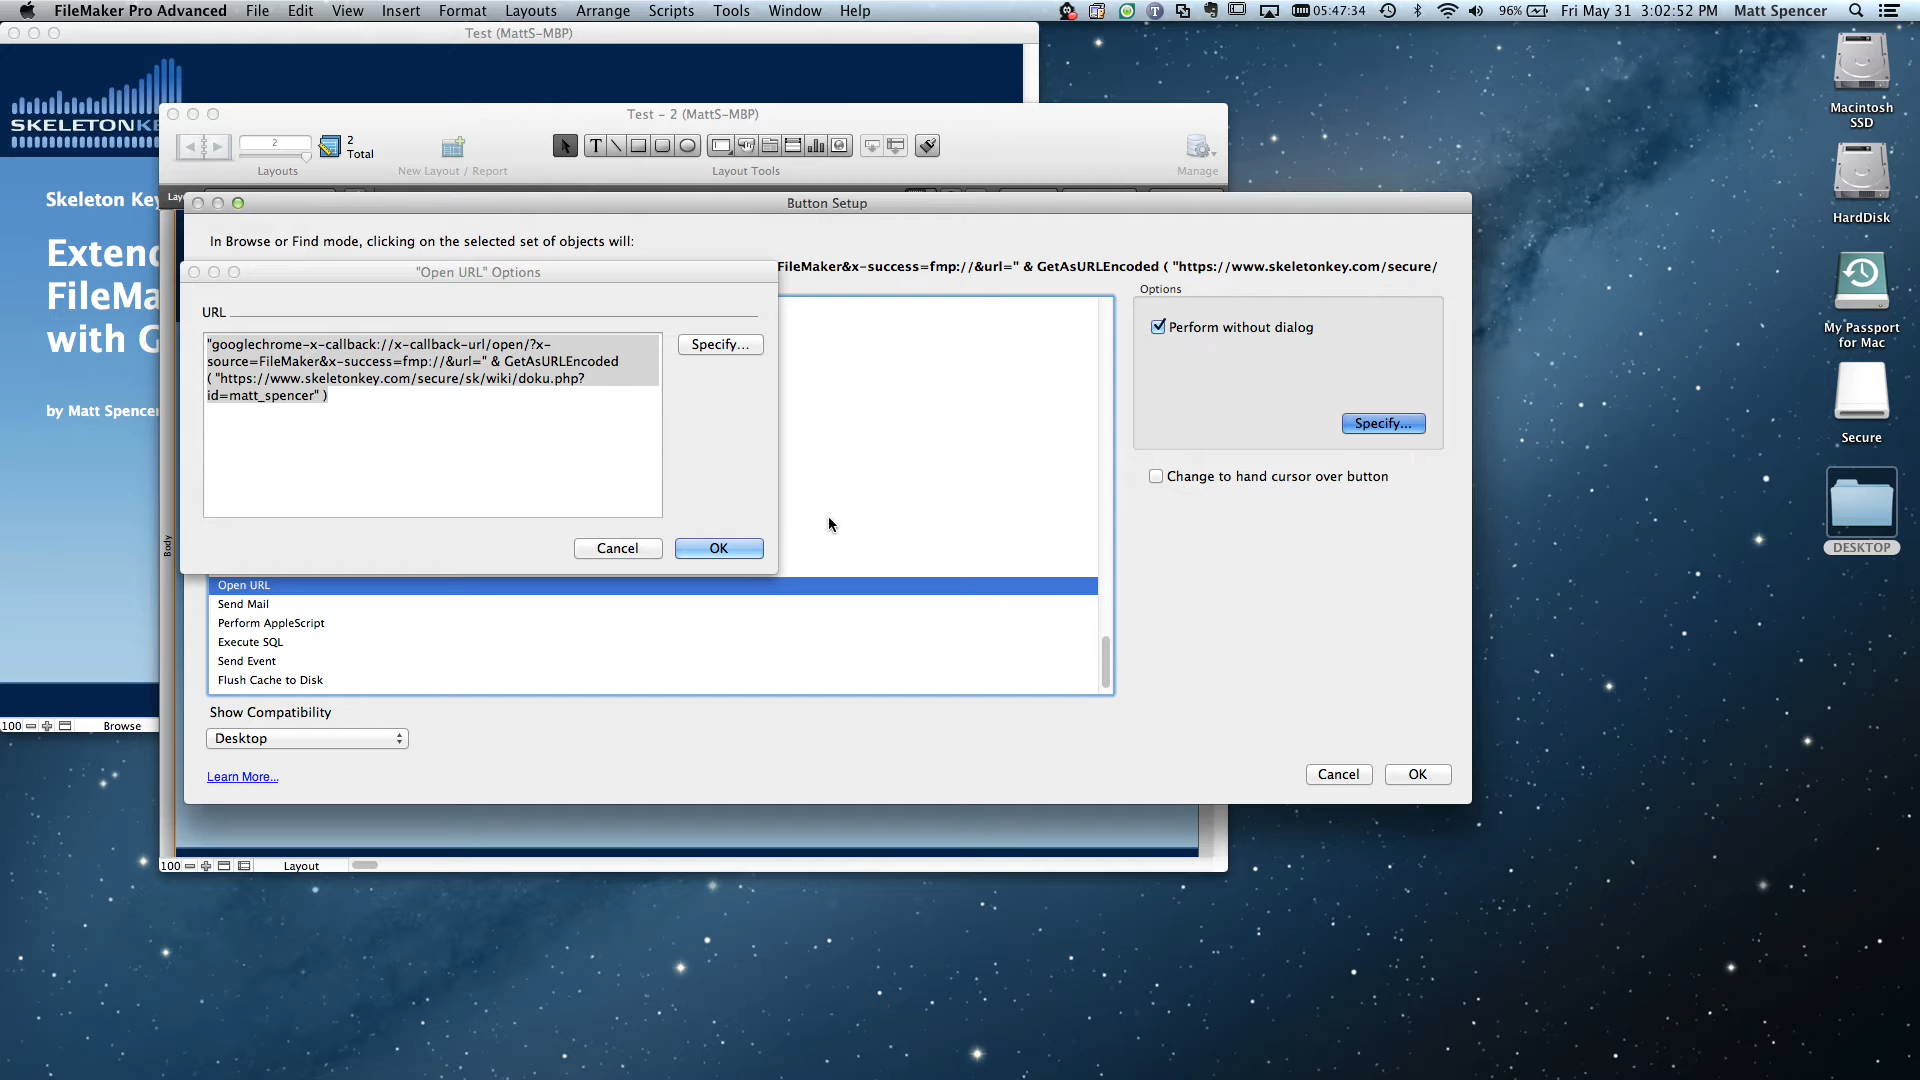 FileMaker Pro Advanced File Edit View Insert Format Layouts Arrange Scripts Tools Window Help 05:47:34 96% Fri May 31 3:02:52 PM Matt Spencer
Test (MattS-MBP)
SKELETONKE
Skeleton Key
Extend
FileMa
with G
by Matt Spencer
100 Browse
Test - 2 (MattS-MBP)
2
2
Total
Layouts
New Layout / Report
T
Layout Tools
Manage
Lay
Body
Button Setup
In Browse or Find mode, clicking on the selected set of objects will:
FileMaker&x-success=fmp://&url=" & GetAsURLEncoded ( "https://www.skeletonkey.com/secure/
"Open URL" Options
URL
"googlechrome-x-callback://x-callback-url/open/?x-
source=FileMaker&x-success=fmp://&url=" & GetAsURLEncoded
( "https://www.skeletonkey.com/secure/sk/wiki/doku.php?
id=matt_spencer" )
Specify...
Cancel
OK
Options
Perform without dialog
Specify...
Change to hand cursor over button
Open URL
Send Mail
Perform AppleScript
Execute SQL
Send Event
Flush Cache to Disk
Show Compatibility
Desktop
Learn More...
Cancel
OK
100 Layout
Macintosh
SSD
HardDisk
My Passport
for Mac
Secure
DESKTOP